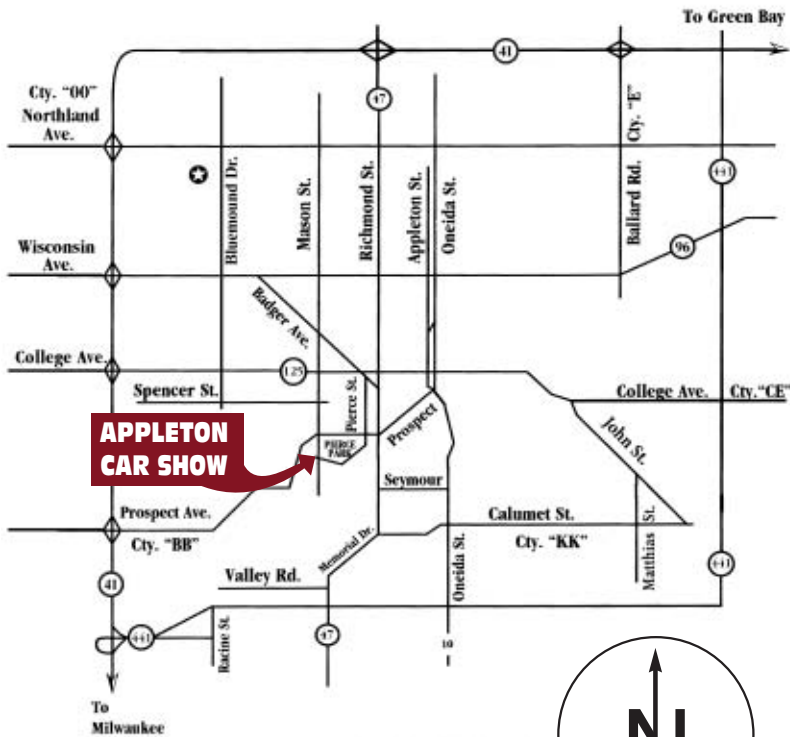 To Green Bay
41
Cty. "OO"
Northland
Ave.
47
Cty. "E"
441
Bluemound Dr.
Mason St.
Richmond St.
Appleton St.
Oneida St.
Ballard Rd.
96
Wisconsin
Ave.
Badger Ave.
College Ave.
125
Spencer St.
Pierce St.
Prospect
College Ave.
Cty."CE"
APPLETON
CAR SHOW
PIERCE
PARK
John St.
Seymour
Prospect Ave.
Cty. "BB"
Calumet St.
Cty. "KK"
Memorial Dr.
Matthias St.
Valley Rd.
Oneida St.
41
441
441
Racine St.
47
10
To
Milwaukee
N